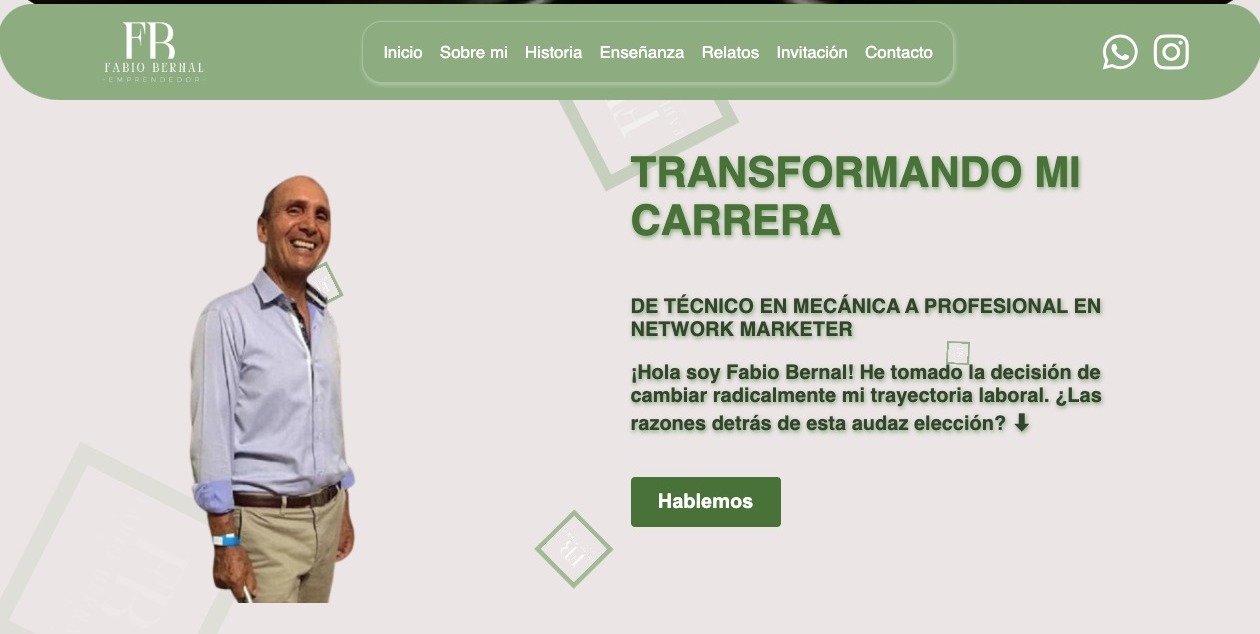 FB
FABIO BERNAL
EMPRENDEDOR
Inicio Sobre mi Historia Enseñanza Relatos Invitación Contacto
TRANSFORMANDO MI
CARRERA
DE TÉCNICO EN MECÁNICA A PROFESIONAL EN
NETWORK MARKETER
¡Hola soy Fabio Bernal! He tomado la decisión de
cambiar radicalmente mi trayectoria laboral. ¿Las
razones detrás de esta audaz elección? ⬇
Hablemos
FB
FB